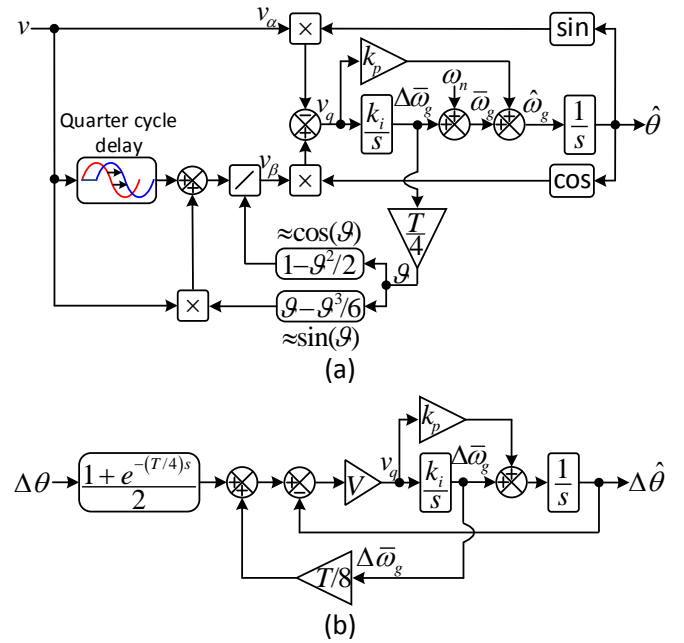 v
v_α
×
sin
k_p
ω_n
v_q
k_i/s
Δω̄_g
ω̄_g
ω̂_g
1/s
θ̂
Quarter cycle
delay
v_β
×
cos
T/4
≈cos(ϑ)
1−ϑ²/2
ϑ
×
ϑ−ϑ³/6
≈sin(ϑ)
(a)
k_p
Δθ
(1+e^{−(T/4)s})/2
V
v_q
k_i/s
Δω̄_g
1/s
Δθ̂
T/8
Δω̄_g
(b)